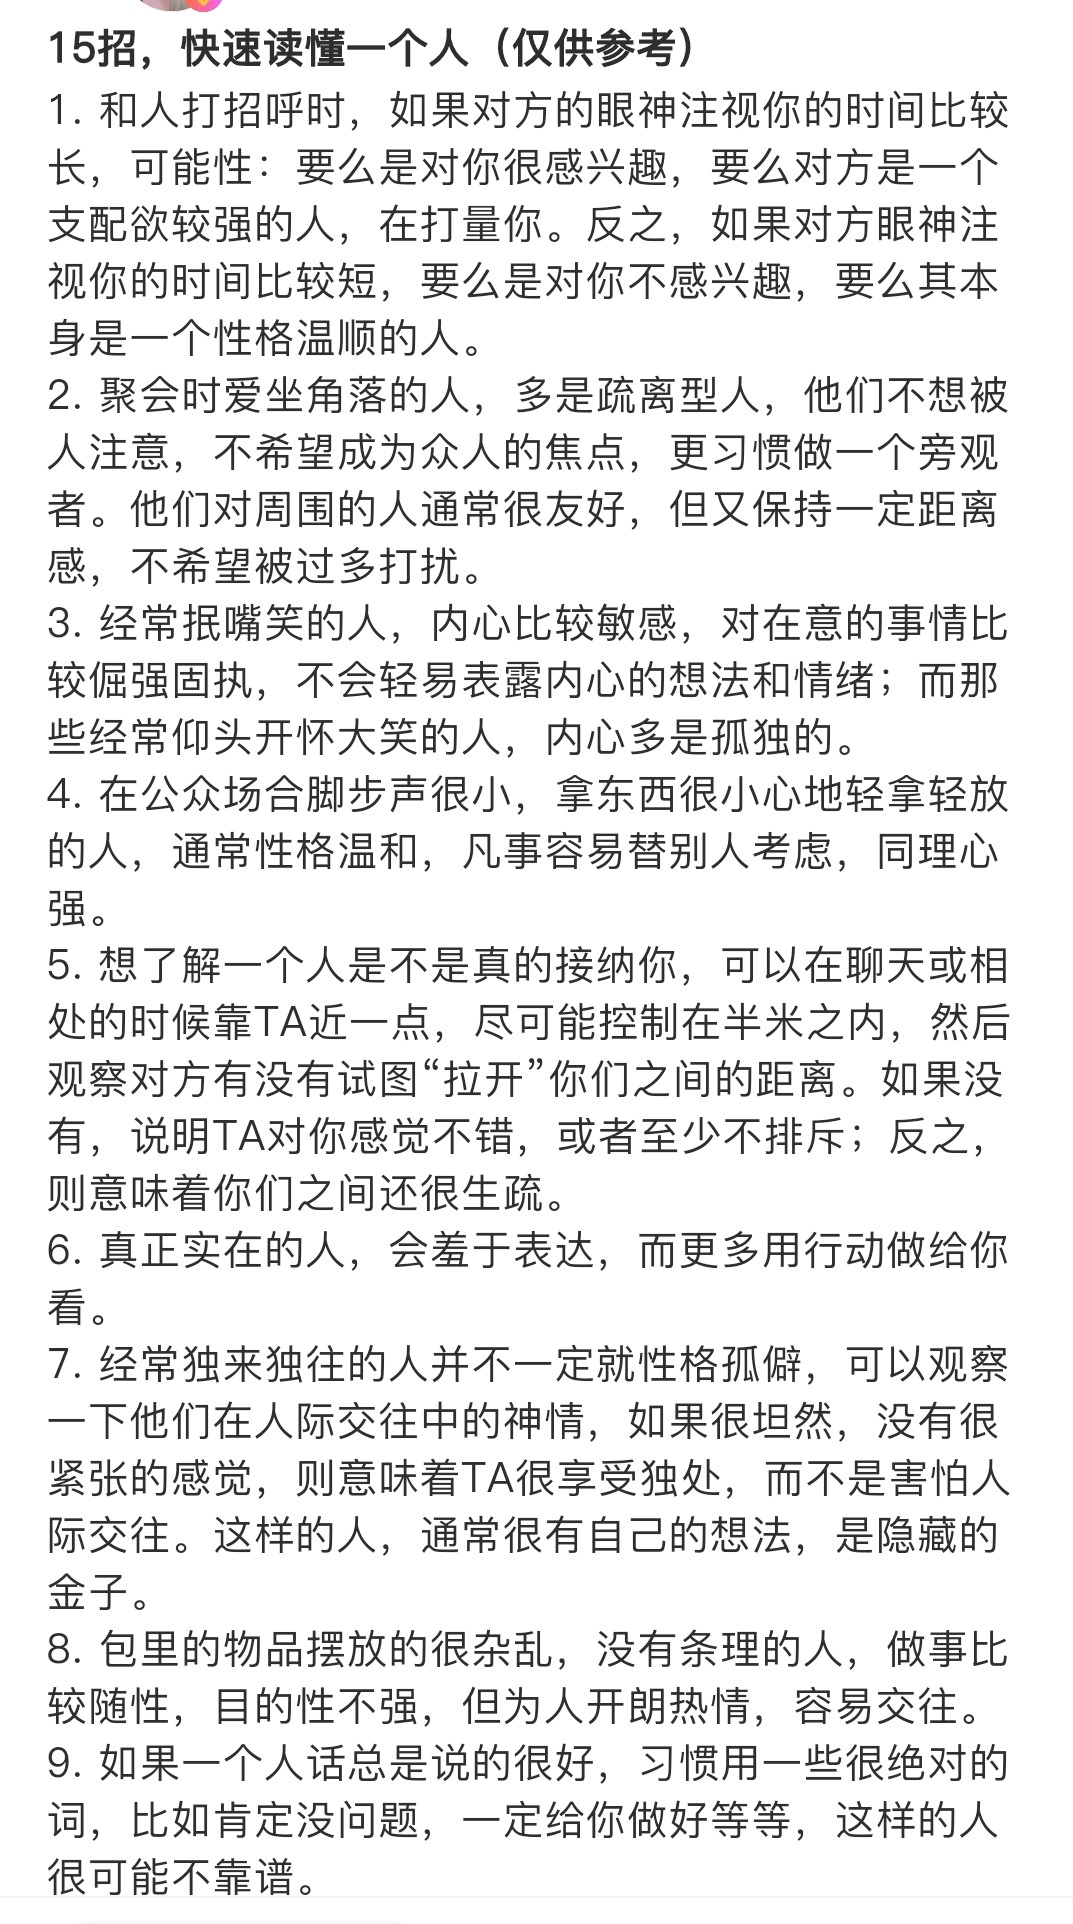 15招，快速读懂一个人（仅供参考）
1. 和人打招呼时，如果对方的眼神注视你的时间比较
长，可能性：要么是对你很感兴趣，要么对方是一个
支配欲较强的人，在打量你。反之，如果对方眼神注
视你的时间比较短，要么是对你不感兴趣，要么其本
身是一个性格温顺的人。
2. 聚会时爱坐角落的人，多是疏离型人，他们不想被
人注意，不希望成为众人的焦点，更习惯做一个旁观
者。他们对周围的人通常很友好，但又保持一定距离
感，不希望被过多打扰。
3. 经常抿嘴笑的人，内心比较敏感，对在意的事情比
较倔强固执，不会轻易表露内心的想法和情绪；而那
些经常仰头开怀大笑的人，内心多是孤独的。
4. 在公众场合脚步声很小，拿东西很小心地轻拿轻放
的人，通常性格温和，凡事容易替别人考虑，同理心
强。
5. 想了解一个人是不是真的接纳你，可以在聊天或相
处的时候靠TA近一点，尽可能控制在半米之内，然后
观察对方有没有试图“拉开”你们之间的距离。如果没
有，说明TA对你感觉不错，或者至少不排斥；反之，
则意味着你们之间还很生疏。
6. 真正实在的人，会羞于表达，而更多用行动做给你
看。
7. 经常独来独往的人并不一定就性格孤僻，可以观察
一下他们在人际交往中的神情，如果很坦然，没有很
紧张的感觉，则意味着TA很享受独处，而不是害怕人
际交往。这样的人，通常很有自己的想法，是隐藏的
金子。
8. 包里的物品摆放的很杂乱，没有条理的人，做事比
较随性，目的性不强，但为人开朗热情，容易交往。
9. 如果一个人话总是说的很好，习惯用一些很绝对的
词，比如肯定没问题，一定给你做好等等，这样的人
很可能不靠谱。